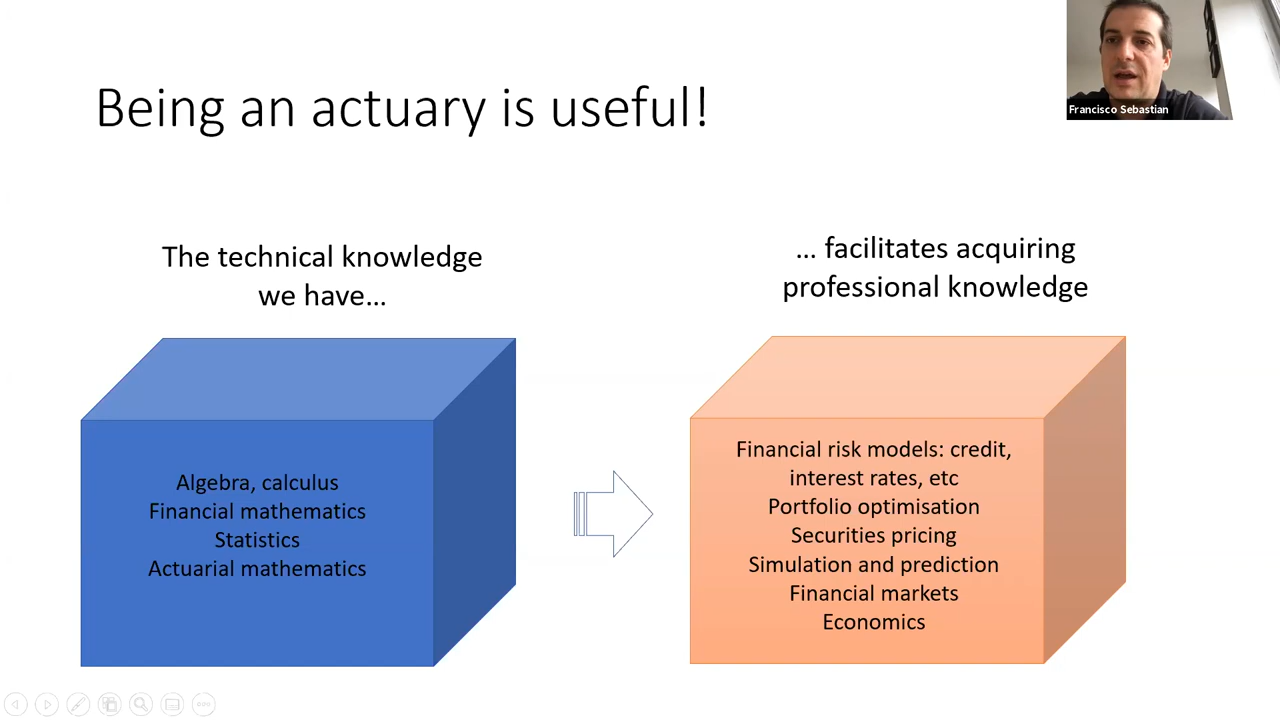 Being an actuary is useful!
Francisco Sebastian
The technical knowledge
we have...
... facilitates acquiring
professional knowledge
Algebra, calculus
Financial mathematics
Statistics
Actuarial mathematics
Financial risk models: credit,
interest rates, etc
Portfolio optimisation
Securities pricing
Simulation and prediction
Financial markets
Economics